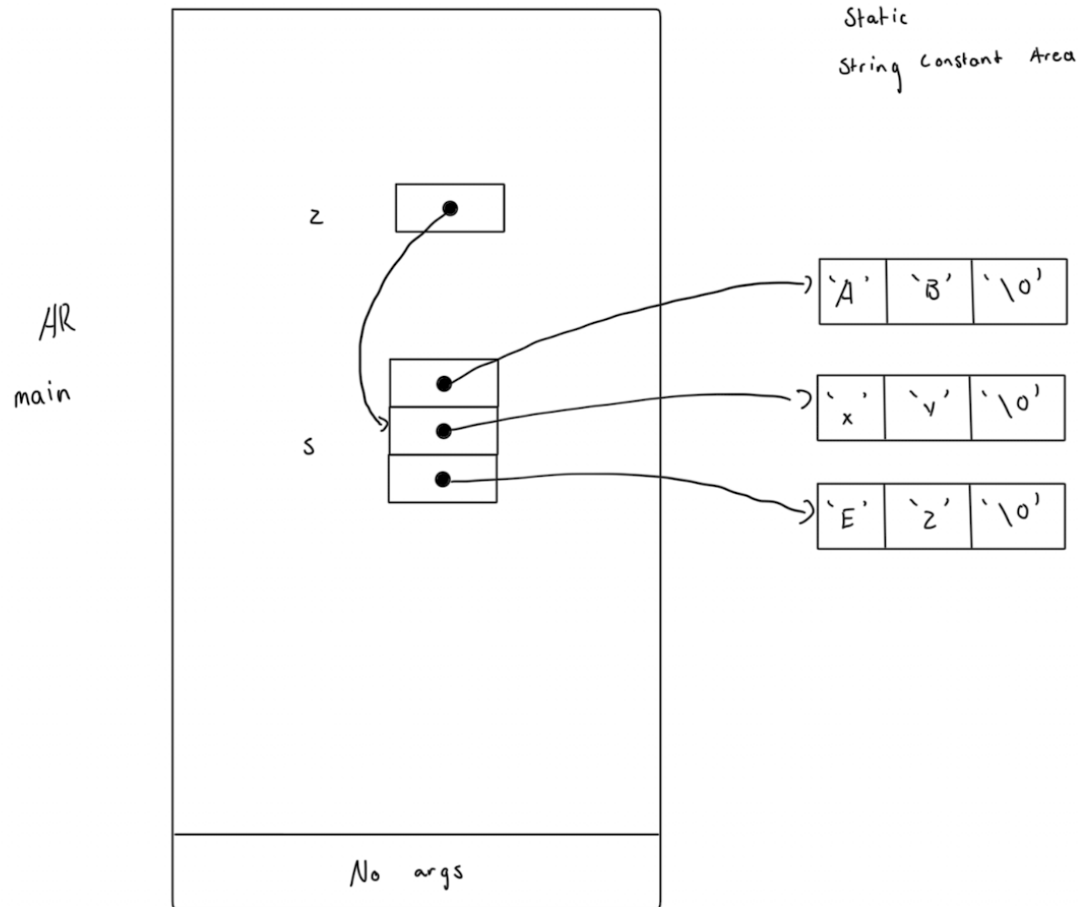 Static
String Constant Area
z
'A' 'B' '\0'
AR
main
'x' 'y' '\0'
s
'E' 'z' '\0'
No args